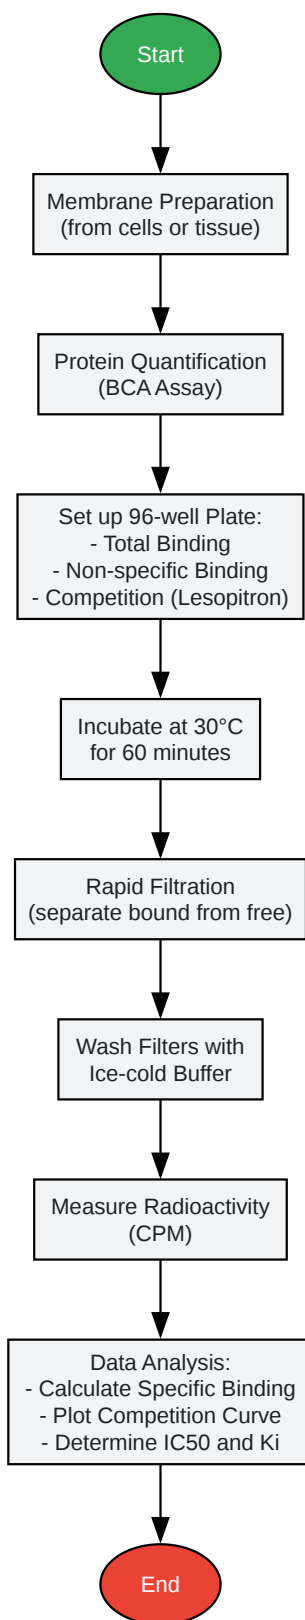 Start
Membrane Preparation
(from cells or tissue)
Protein Quantification
(BCA Assay)
Set up 96-well Plate:
- Total Binding
- Non-specific Binding
- Competition (Lesopitron)
Incubate at 30°C
for 60 minutes
Rapid Filtration
(separate bound from free)
Wash Filters with
Ice-cold Buffer
Measure Radioactivity
(CPM)
Data Analysis:
- Calculate Specific Binding
- Plot Competition Curve
- Determine IC50 and Ki
End